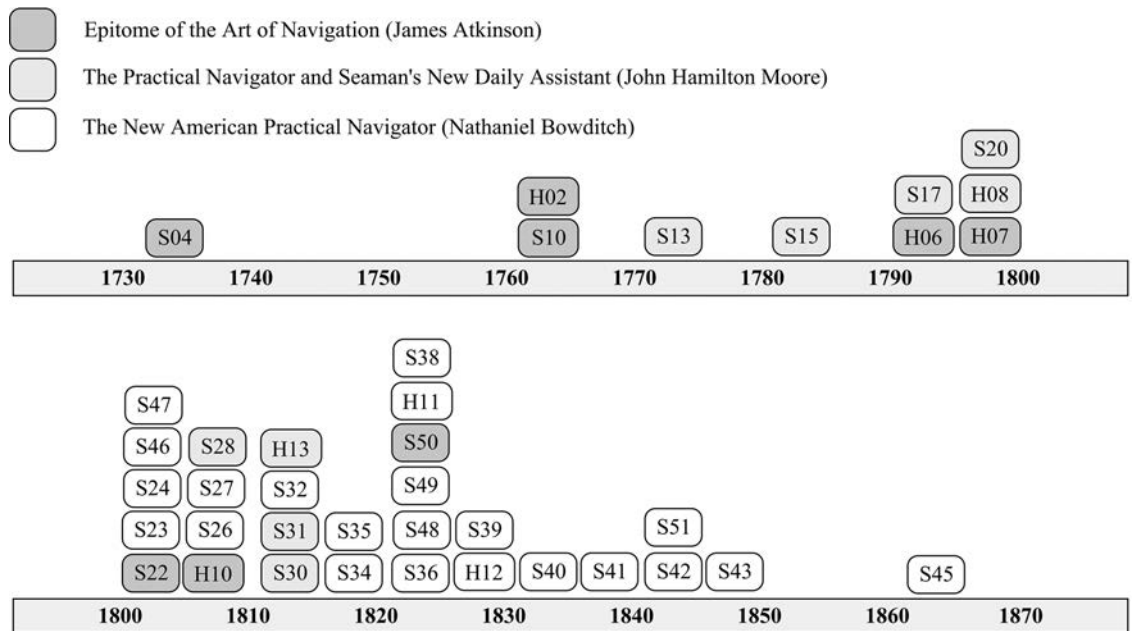 Epitome of the Art of Navigation (James Atkinson)
The Practical Navigator and Seaman's New Daily Assistant (John Hamilton Moore)
The New American Practical Navigator (Nathaniel Bowditch)
S20
H02 S17 H08
S04 S10 S13 S15 H06 H07
1730 1740 1750 1760 1770 1780 1790 1800
S38
S47 H11
S46 S28 H13 S50
S24 S27 S32 S49
S23 S26 S31 S35 S48 S39 S51
S22 H10 S30 S34 S36 H12 S40 S41 S42 S43 S45
1800 1810 1820 1830 1840 1850 1860 1870